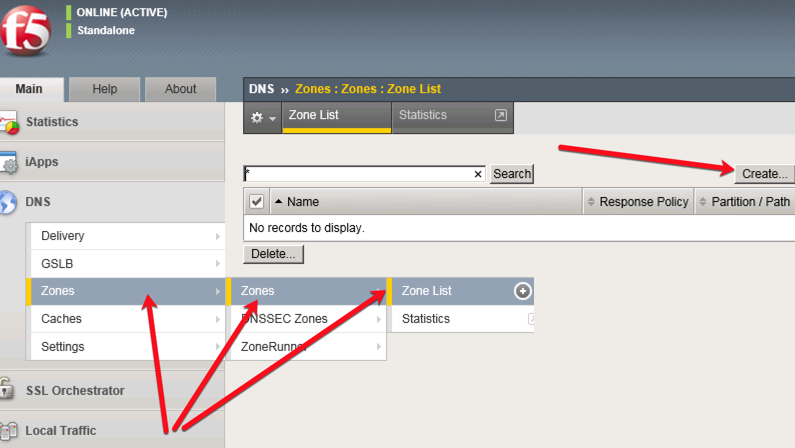 f5
ONLINE (ACTIVE)
Standalone
Main Help About
DNS ›› Zones : Zones : Zone List
Zone List Statistics
Statistics
iApps
DNS
Delivery
GSLB
Zones
Caches
Settings
SSL Orchestrator
Local Traffic
* × Search
Create...
Name Response Policy Partition / Path
No records to display.
Delete...
Zones
DNSSEC Zones
ZoneRunner
Zone List
Statistics